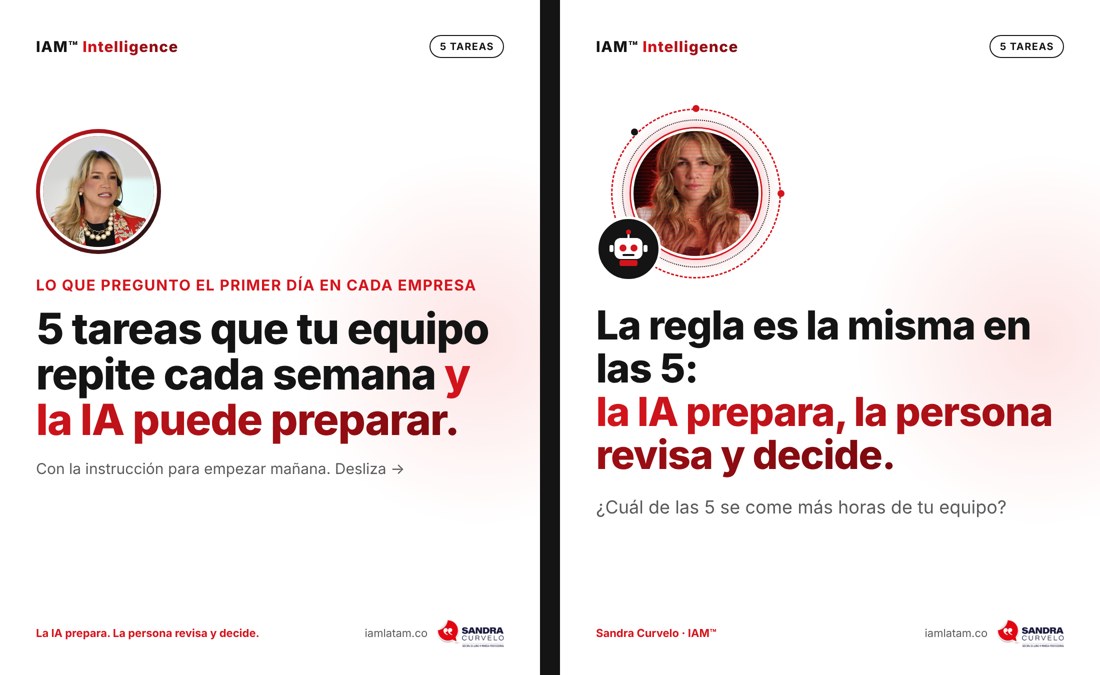 IAM™ Intelligence
5 TAREAS
LO QUE PREGUNTO EL PRIMER DÍA EN CADA EMPRESA
5 tareas que tu equipo
repite cada semana y
la IA puede preparar.
Con la instrucción para empezar mañana. Desliza →
La IA prepara. La persona revisa y decide.
iamlatam.co
SANDRA
CURVELO
IAM™ Intelligence
5 TAREAS
La regla es la misma en
las 5:
la IA prepara, la persona
revisa y decide.
¿Cuál de las 5 se come más horas de tu equipo?
Sandra Curvelo · IAM™
iamlatam.co
SANDRA
CURVELO